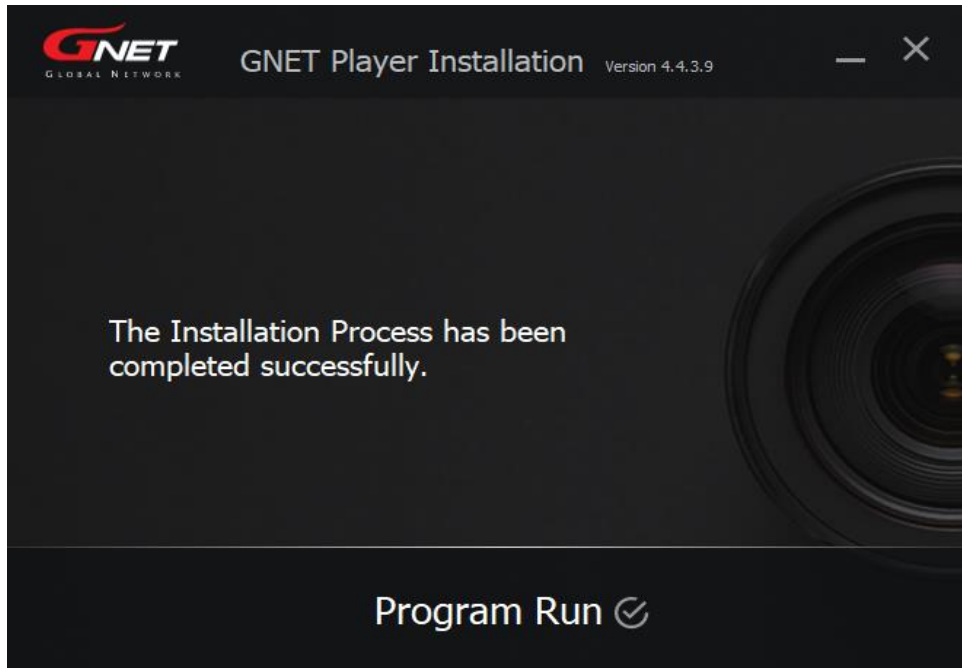 GNET
GLOBAL NETWORK
GNET Player Installation Version 4.4.3.9
The Installation Process has been
completed successfully.
Program Run